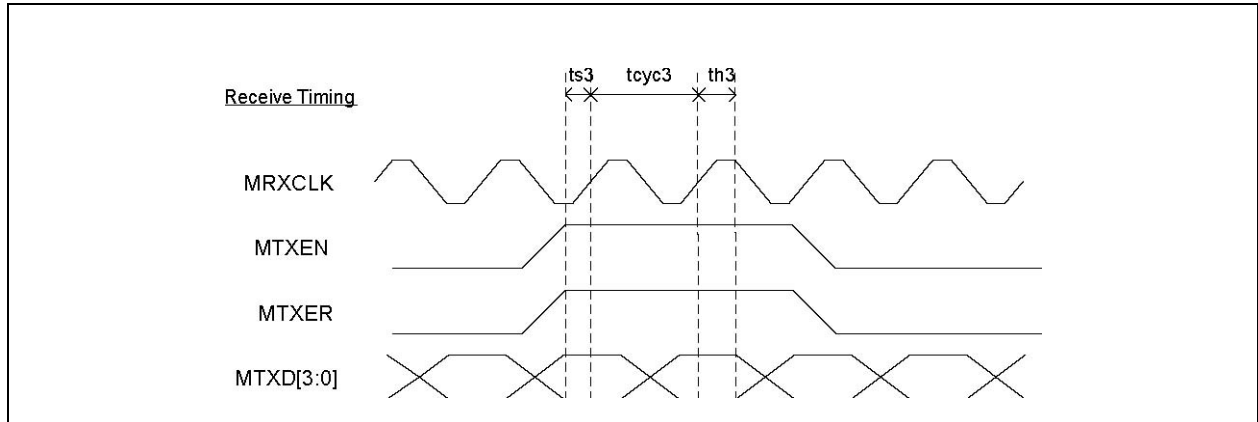 ts3 tcyc3 th3
Receive Timing
MRXCLK
MTXEN
MTXER
MTXD[3:0]